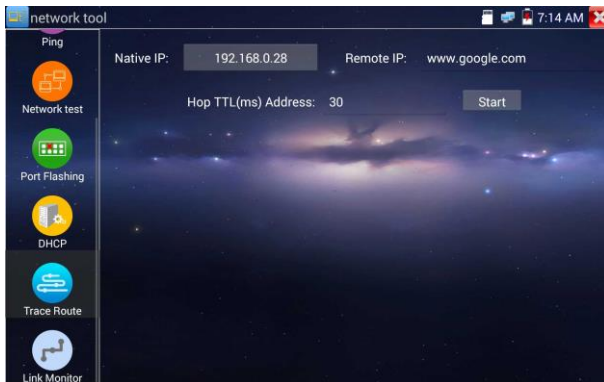 network tool
7:14 AM
Ping
Native IP: 192.168.0.28 Remote IP: www.google.com
Network test
Hop TTL(ms) Address: 30 Start
Port Flashing
DHCP
Trace Route
Link Monitor